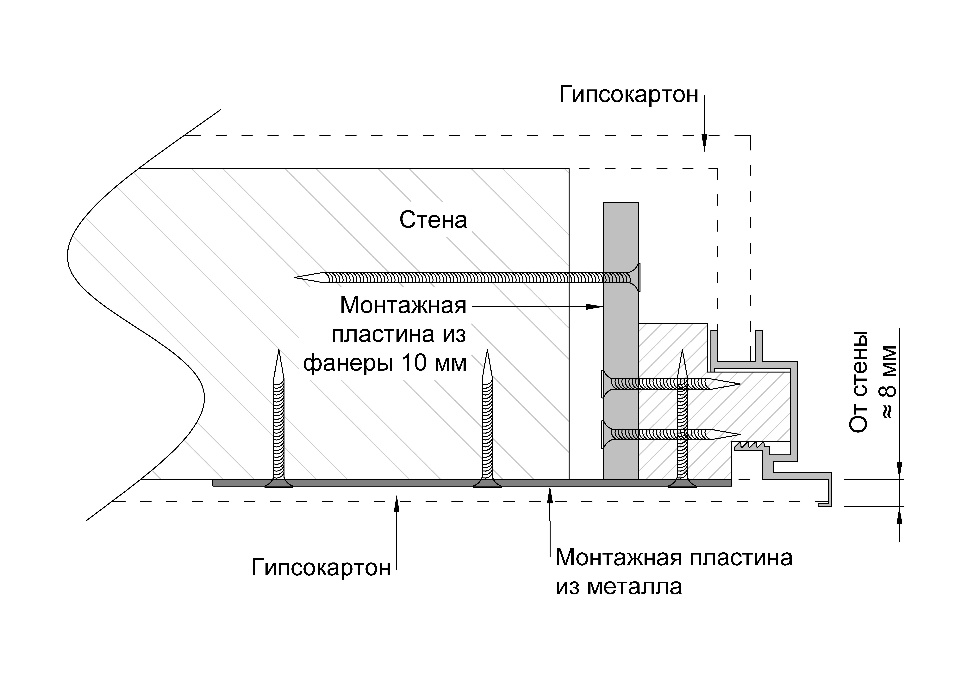 Гипсокартон
Стена
Монтажная
пластина из
фанеры 10 мм
От стены
≈ 8 мм
Гипсокартон
Монтажная пластина
из металла